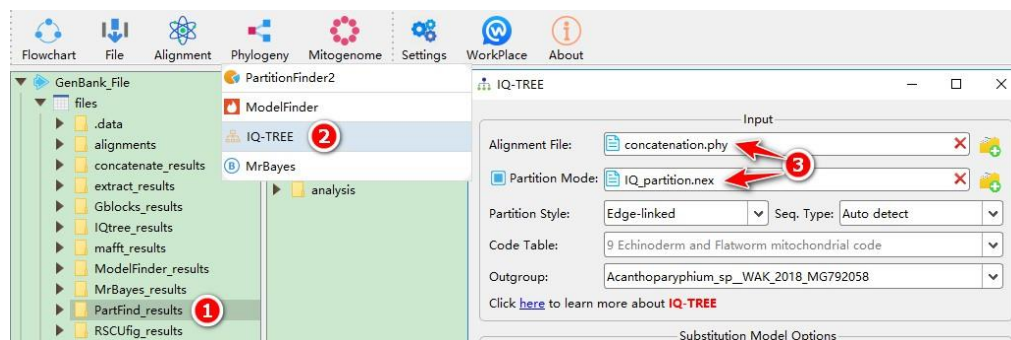 Flowchart File Alignment Phylogeny Mitogenome Settings WorkPlace About
GenBank_File
files
.data
alignments
concatenate_results
extract_results
Gblocks_results
IQtree_results
mafft_results
ModelFinder_results
MrBayes_results
PartFind_results 1
RSCUfig_results
PartitionFinder2
ModelFinder
IQ-TREE 2
MrBayes
analysis
IQ-TREE
Input
Alignment File: concatenation.phy
3
Partition Mode: IQ_partition.nex
Partition Style: Edge-linked Seq. Type: Auto detect
Code Table: 9 Echinoderm and Flatworm mitochondrial code
Outgroup: Acanthoparyphium_sp__WAK_2018_MG792058
Click here to learn more about IQ-TREE
Substitution Model Options